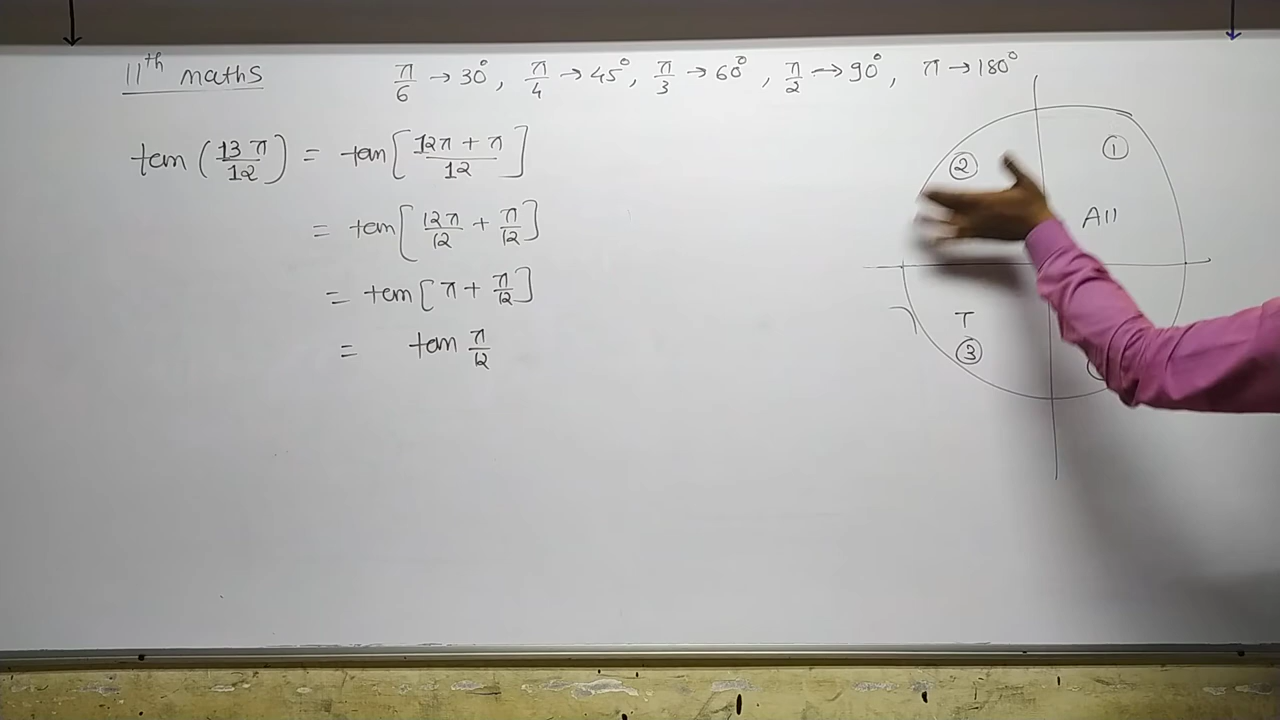 11th maths
π/6 → 30°, π/4 → 45°, π/3 → 60°, π/2 → 90°, π → 180°
tan (13π/12) = tan [12π + π/12]
= tan [12π/12 + π/12]
= tan [π + π/12]
= tan π/12
② ①
All
T
③